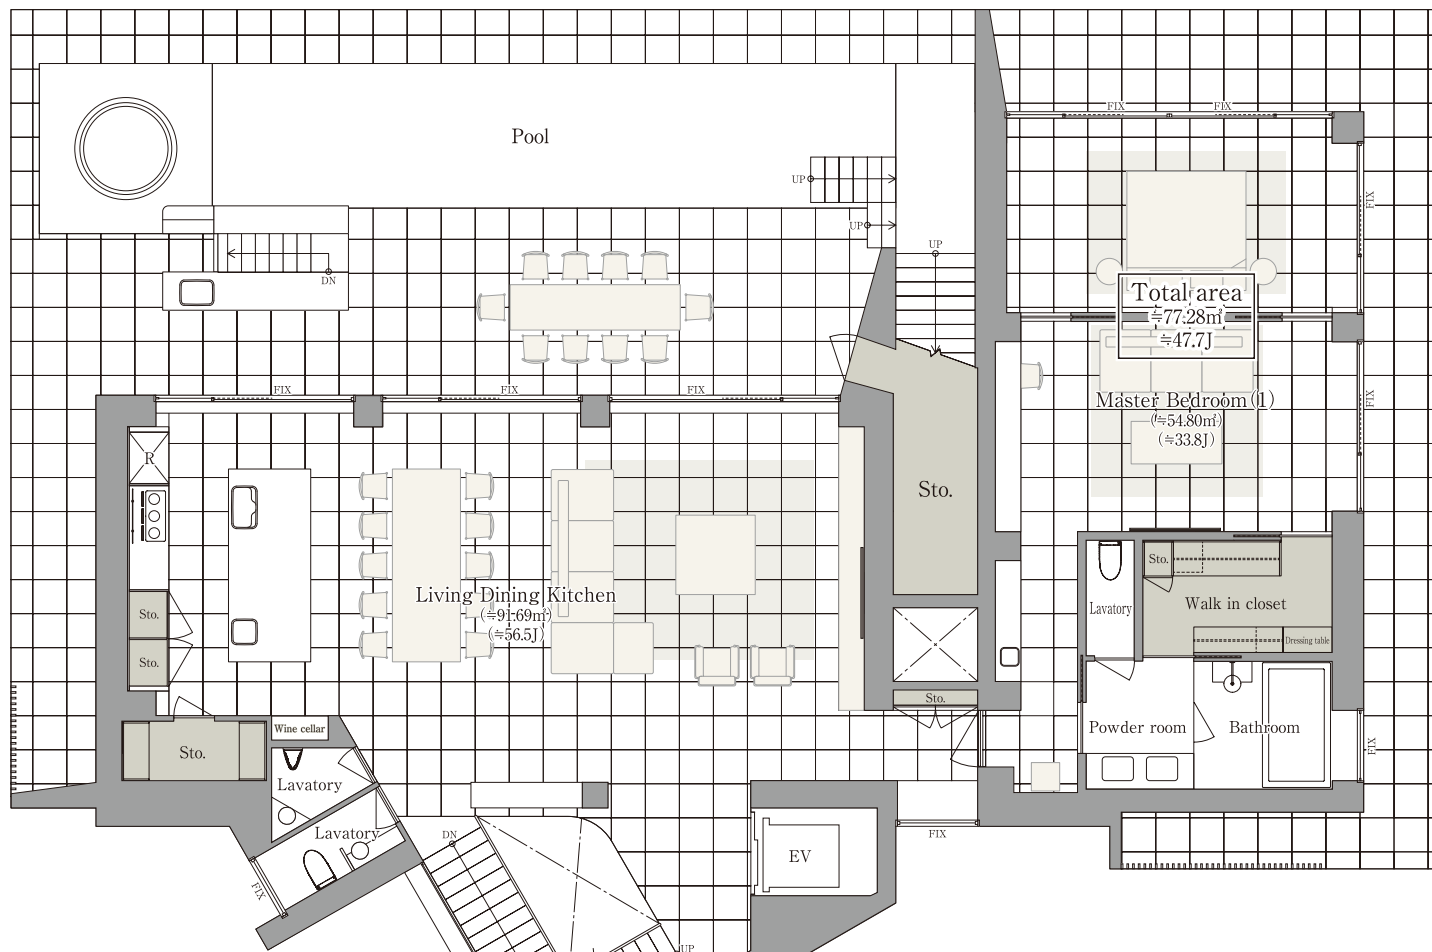 FIX
FIX
Pool
UP
FIX
UP
UP
DN
Total area
≒77.28㎡
≒47.7J
FIX
FIX
FIX
FIX
Master Bedroom(1)
(≒54.80㎡)
(≒33.8J)
R
Sto.
Sto.
Living Dining Kitchen
(≒91.69㎡)
(≒56.5J)
Sto.
Lavatory
Walk in closet
Sto.
Dressing table
Sto.
Sto.
Wine cellar
Powder room
Bathroom
FIX
Sto.
Lavatory
Lavatory
DN
FIX
EV
FIX
UP